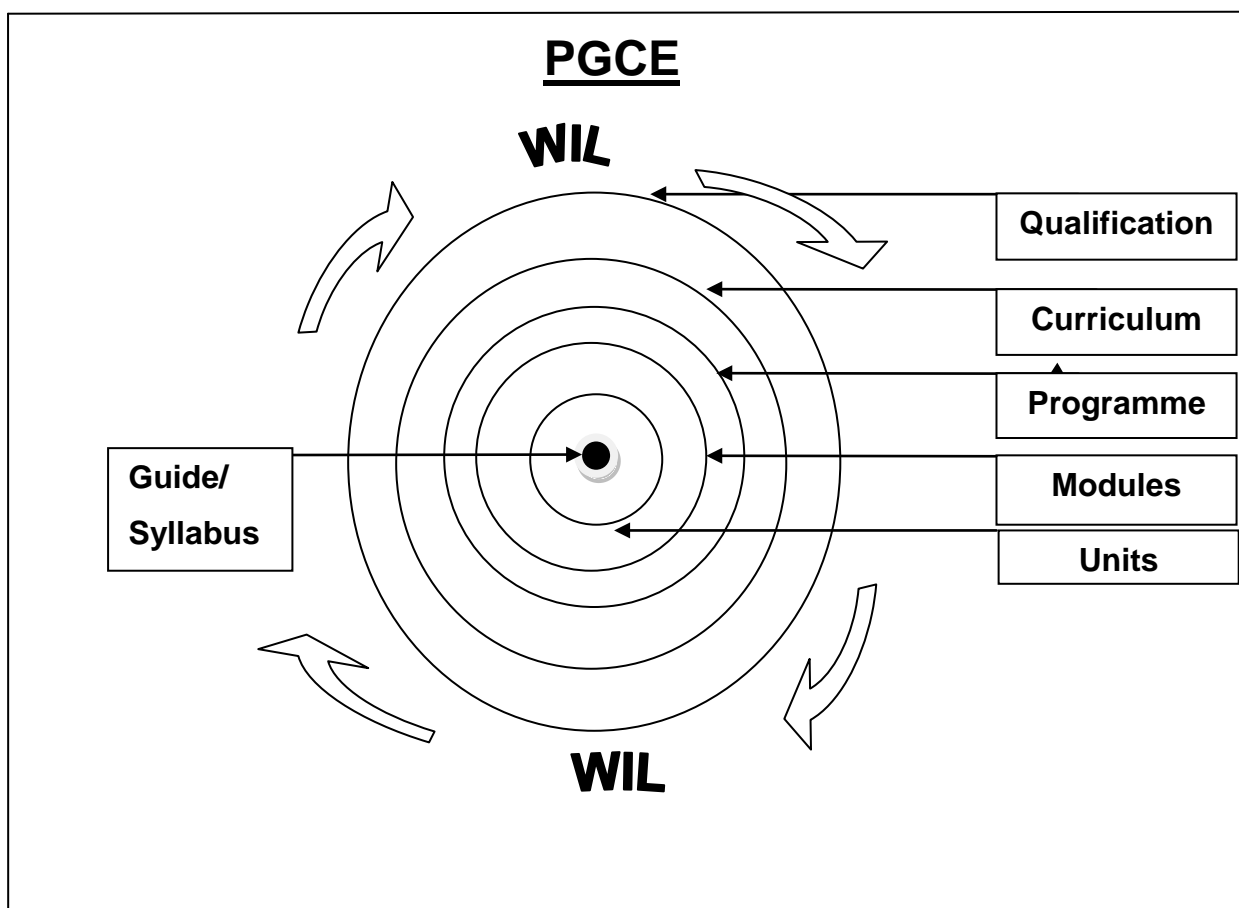 PGCE
WIL
Qualification
Curriculum
Programme
Modules
Units
Guide/
Syllabus
WIL